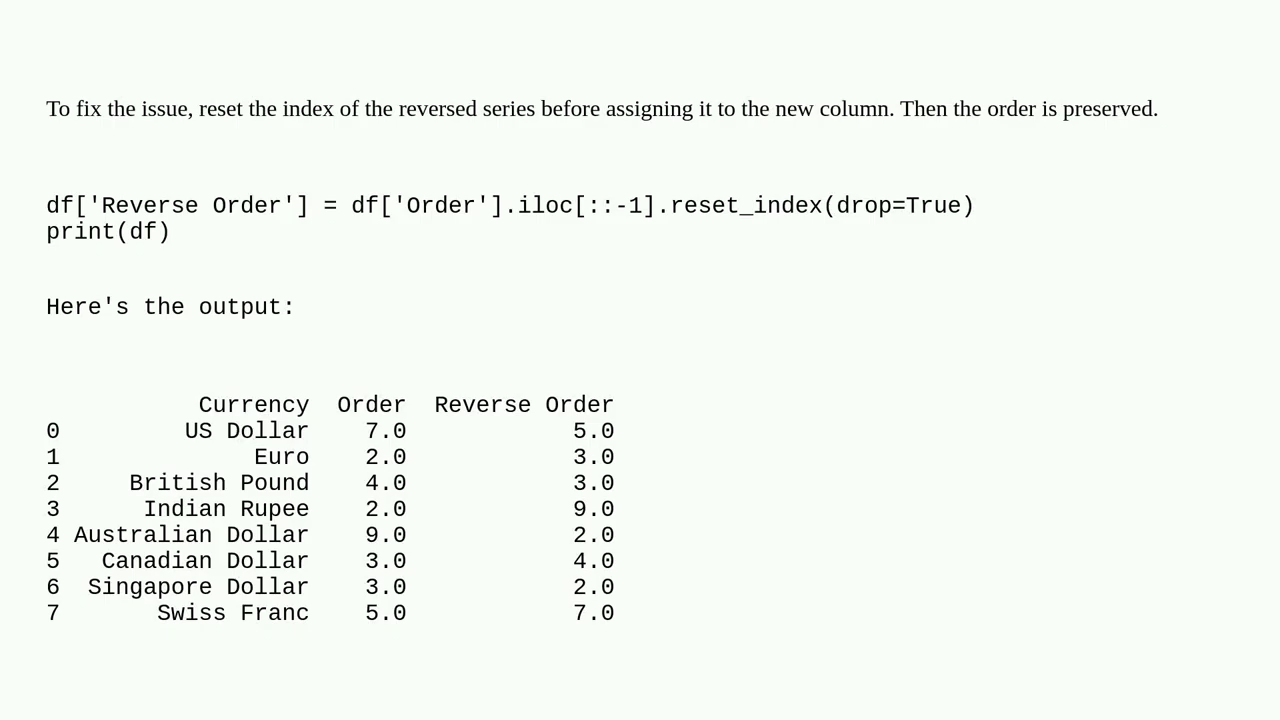 To fix the issue, reset the index of the reversed series before assigning it to the new column. Then the order is preserved.
df['Reverse Order'] = df['Order'].iloc[::-1].reset_index(drop=True)
print(df)
Here's the output:
Currency Order Reverse Order
0 US Dollar 7.0 5.0
1 Euro 2.0 3.0
2 British Pound 4.0 3.0
3 Indian Rupee 2.0 9.0
4 Australian Dollar 9.0 2.0
5 Canadian Dollar 3.0 4.0
6 Singapore Dollar 3.0 2.0
7 Swiss Franc 5.0 7.0